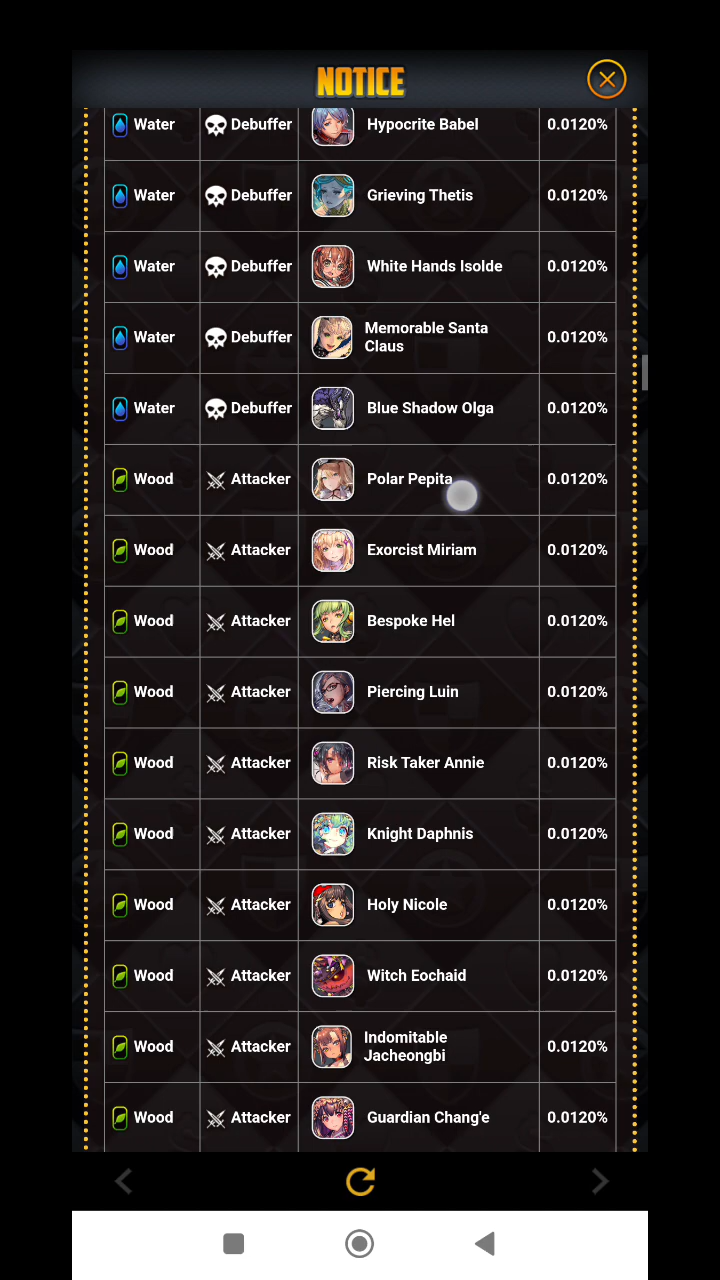 NOTICE
Water Debuffer Hypocrite Babel 0.0120%
Water Debuffer Grieving Thetis 0.0120%
Water Debuffer White Hands Isolde 0.0120%
Water Debuffer Memorable Santa
Claus 0.0120%
Water Debuffer Blue Shadow Olga 0.0120%
Wood Attacker Polar Pepita 0.0120%
Wood Attacker Exorcist Miriam 0.0120%
Wood Attacker Bespoke Hel 0.0120%
Wood Attacker Piercing Luin 0.0120%
Wood Attacker Risk Taker Annie 0.0120%
Wood Attacker Knight Daphnis 0.0120%
Wood Attacker Holy Nicole 0.0120%
Wood Attacker Witch Eochaid 0.0120%
Wood Attacker Indomitable
Jacheongbi 0.0120%
Wood Attacker Guardian Chang'e 0.0120%